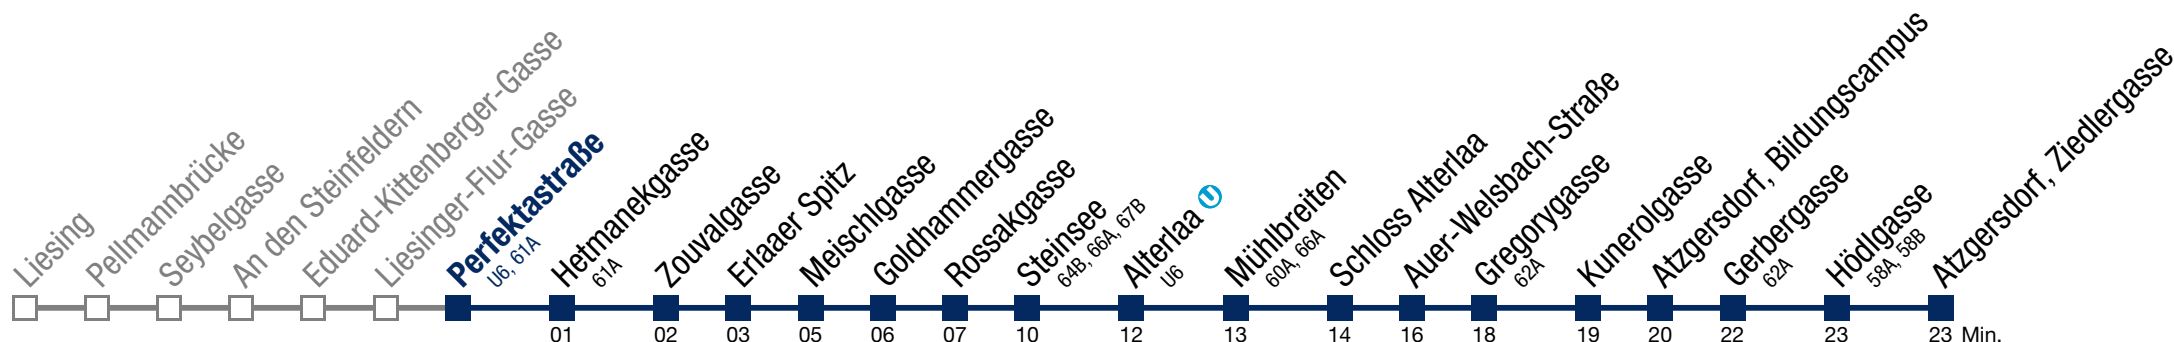 Liesing
Pellmannbrücke
Seybelgasse
An den Steinfeldern
Eduard-Kittenberger-Gasse
Liesinger-Flur-Gasse
Perfektastraße
U6, 61A
Hetmanekgasse
61A
Zouvalgasse
Erlaaer Spitz
Meischlgasse
Goldhammergasse
Rossakgasse
Steinsee
64B, 66A, 67B
Alterlaa U
U6
Mühlbreiten
60A, 66A
Schloss Alterlaa
Auer-Welsbach-Straße
Gregorygasse
62A
Kunerolgasse
Atzgersdorf, Bildungscampus
Gerbergasse
62A
Hödlgasse
58A, 58B
Atzgersdorf, Ziedlergasse
01 02 03 05 06 07 10 12 13 14 16 18 19 20 22 23 23 Min.